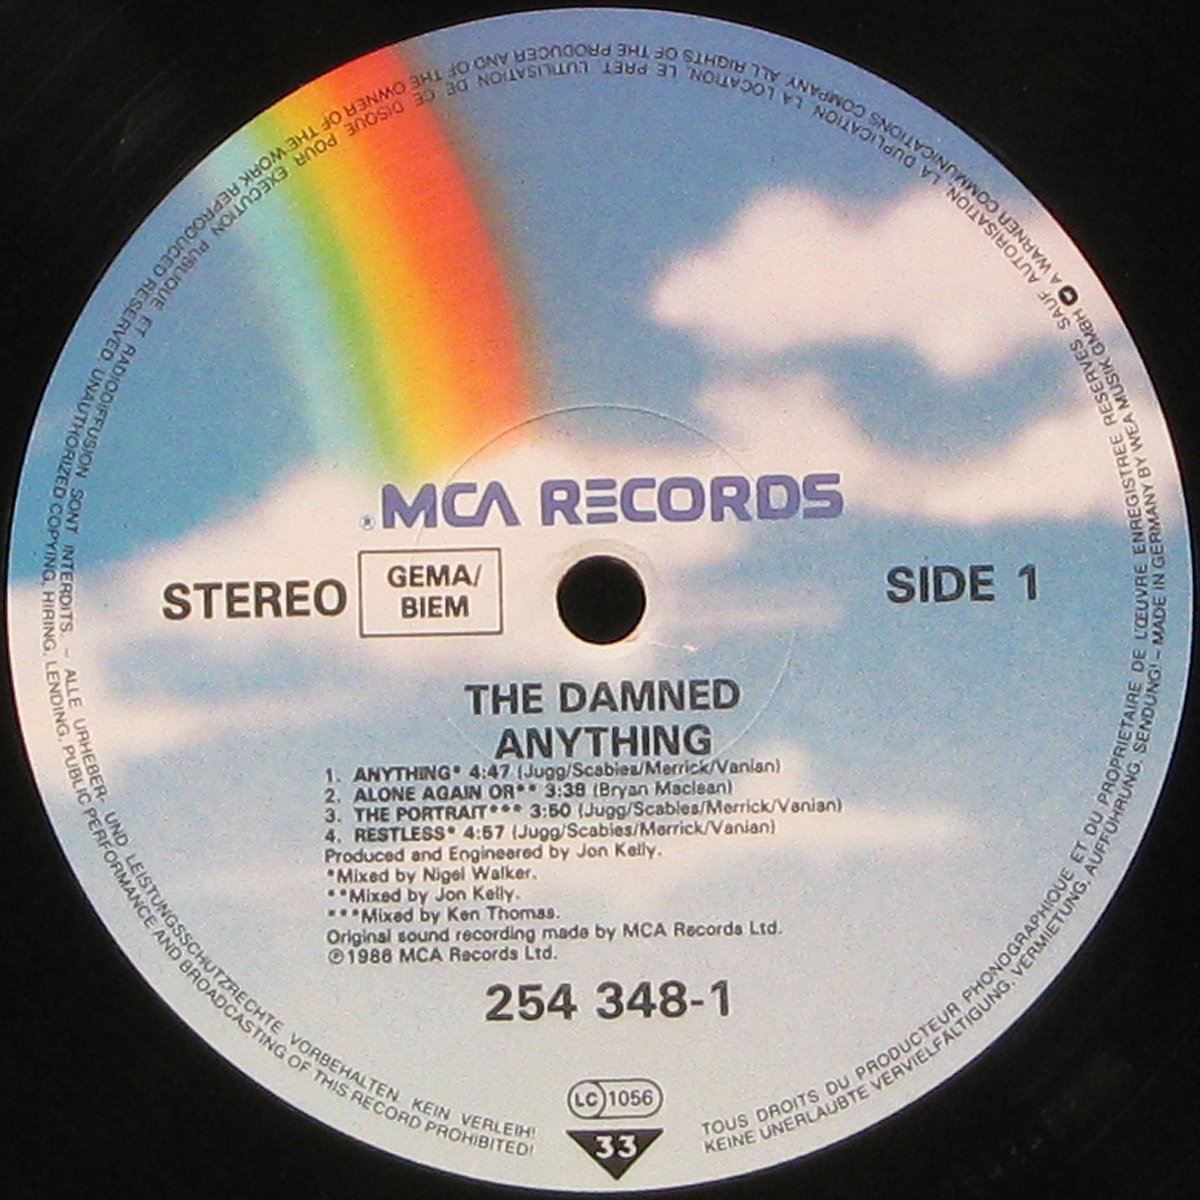 ® MCA RECORDS
STEREO
GEMA/
BIEM
SIDE 1
THE DAMNED
ANYTHING
1. ANYTHING* 4:47 (Jugg/Scabies/Merrick/Vanian)
2. ALONE AGAIN OR** 3:38 (Bryan Maclean)
3. THE PORTRAIT*** 3:50 (Jugg/Scabies/Merrick/Vanian)
4. RESTLESS* 4:57 (Jugg/Scabies/Merrick/Vanian)
Produced and Engineered by Jon Kelly.
*Mixed by Nigel Walker.
**Mixed by Jon Kelly.
***Mixed by Ken Thomas.
Original sound recording made by MCA Records Ltd.
℗1986 MCA Records Ltd.
254 348-1
LC 1056
33
TOUS DROITS DU PRODUCTEUR PHONOGRAPHIQUE ET DU PROPRIETAIRE DE L'ŒUVRE ENREGISTREE RESERVES SAUF AUTORISATION, LA DUPLICATION, LA LOCATION, LE PRET, L'UTILISATION DE CE DISQUE POUR EXECUTION PUBLIQUE ET RADIODIFFUSION SONT INTERDITS. – ALLE URHEBER- UND LEISTUNGSSCHUTZRECHTE VORBEHALTEN. KEIN VERLEIH!
KEINE UNERLAUBTE VERVIELFÄLTIGUNG, VERMIETUNG, AUFFÜHRUNG, SENDUNG! – MADE IN GERMANY BY WEA MUSIK GMBH A WARNER COMMUNICATIONS COMPANY. ALL RIGHTS OF THE PRODUCER AND OF THE OWNER OF THE WORK REPRODUCED RESERVED. UNAUTHORIZED COPYING, HIRING, LENDING, PUBLIC PERFORMANCE AND BROADCASTING OF THIS RECORD PROHIBITED!